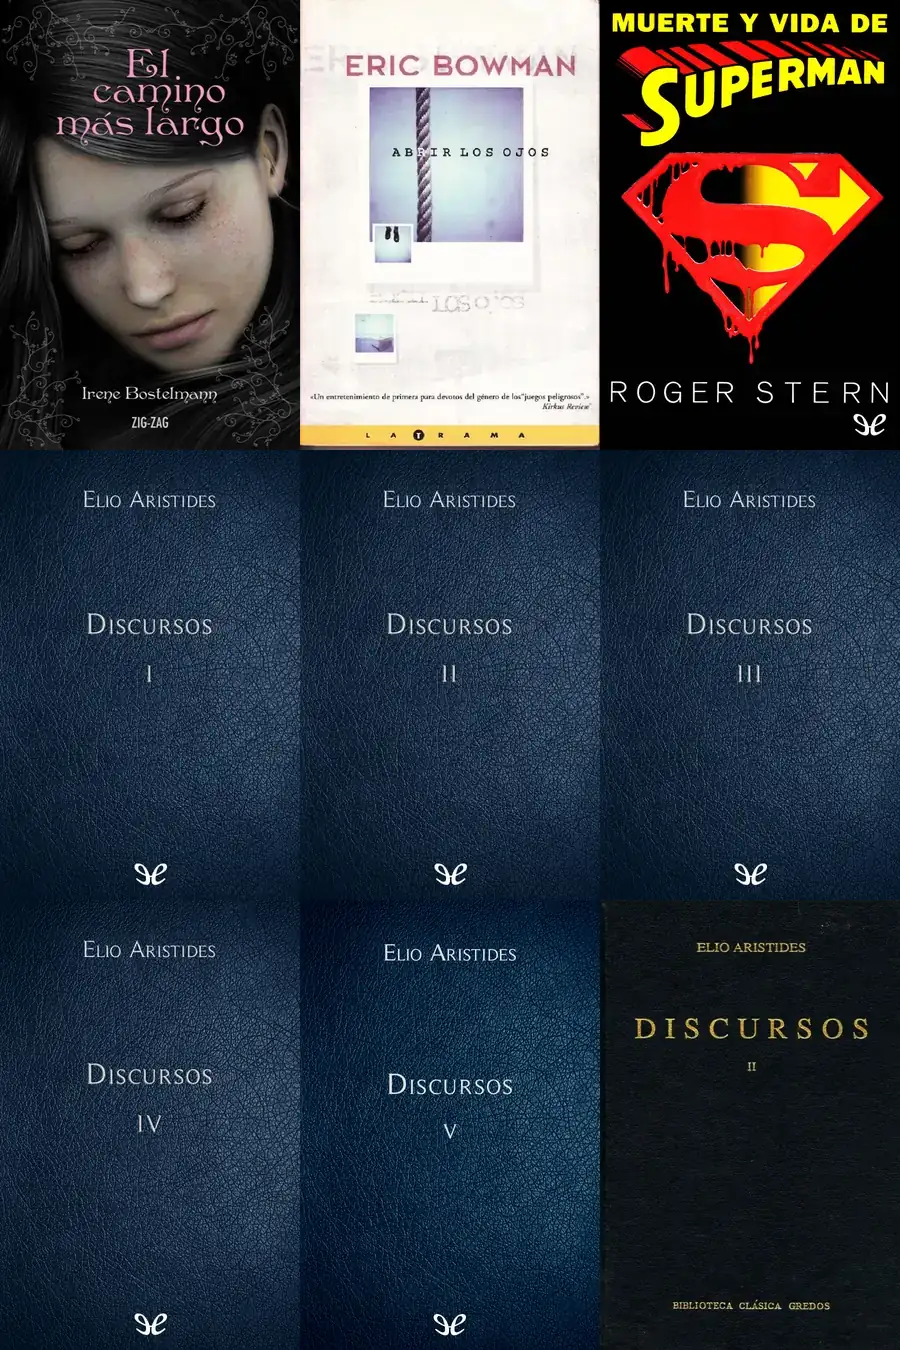 El
camino
más largo
Irene Bostelmann
ZIG-ZAG
ERIC BOWMAN
ABRIR LOS OJOS
LOS OJOS
«Un entretenimiento de primera para devotos del género de los "juegos peligrosos".»
Kirkus Review
LA TRAMA
MUERTE Y VIDA DE
SUPERMAN
ROGER STERN
ELIO ARISTIDES
DISCURSOS
I
ELIO ARISTIDES
DISCURSOS
II
ELIO ARISTIDES
DISCURSOS
III
ELIO ARISTIDES
DISCURSOS
IV
ELIO ARISTIDES
DISCURSOS
V
ELIO ARISTIDES
DISCURSOS
II
BIBLIOTECA CLÁSICA GREDOS